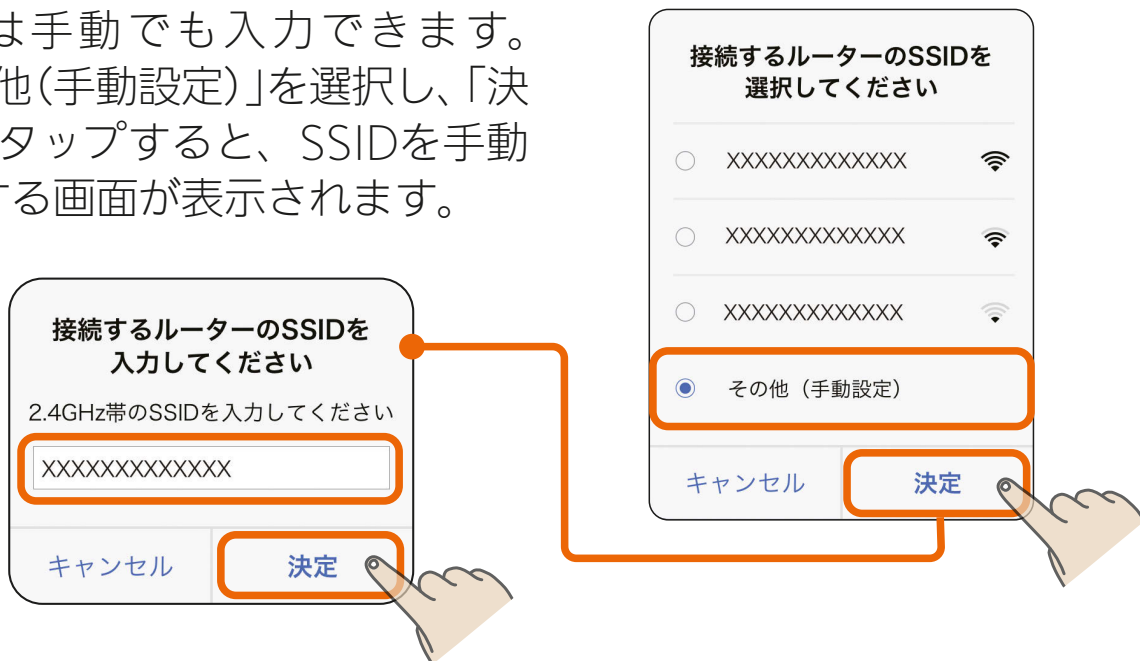 は手動でも入力できます。
他(手動設定)」を選択し、「決
タップすると、SSIDを手動
する画面が表示されます。
接続するルーターのSSIDを
選択してください
XXXXXXXXXXXXX
XXXXXXXXXXXXX
XXXXXXXXXXXXX
その他（手動設定）
キャンセル 決定
接続するルーターのSSIDを
入力してください
2.4GHz帯のSSIDを入力してください
XXXXXXXXXXXXX
キャンセル 決定